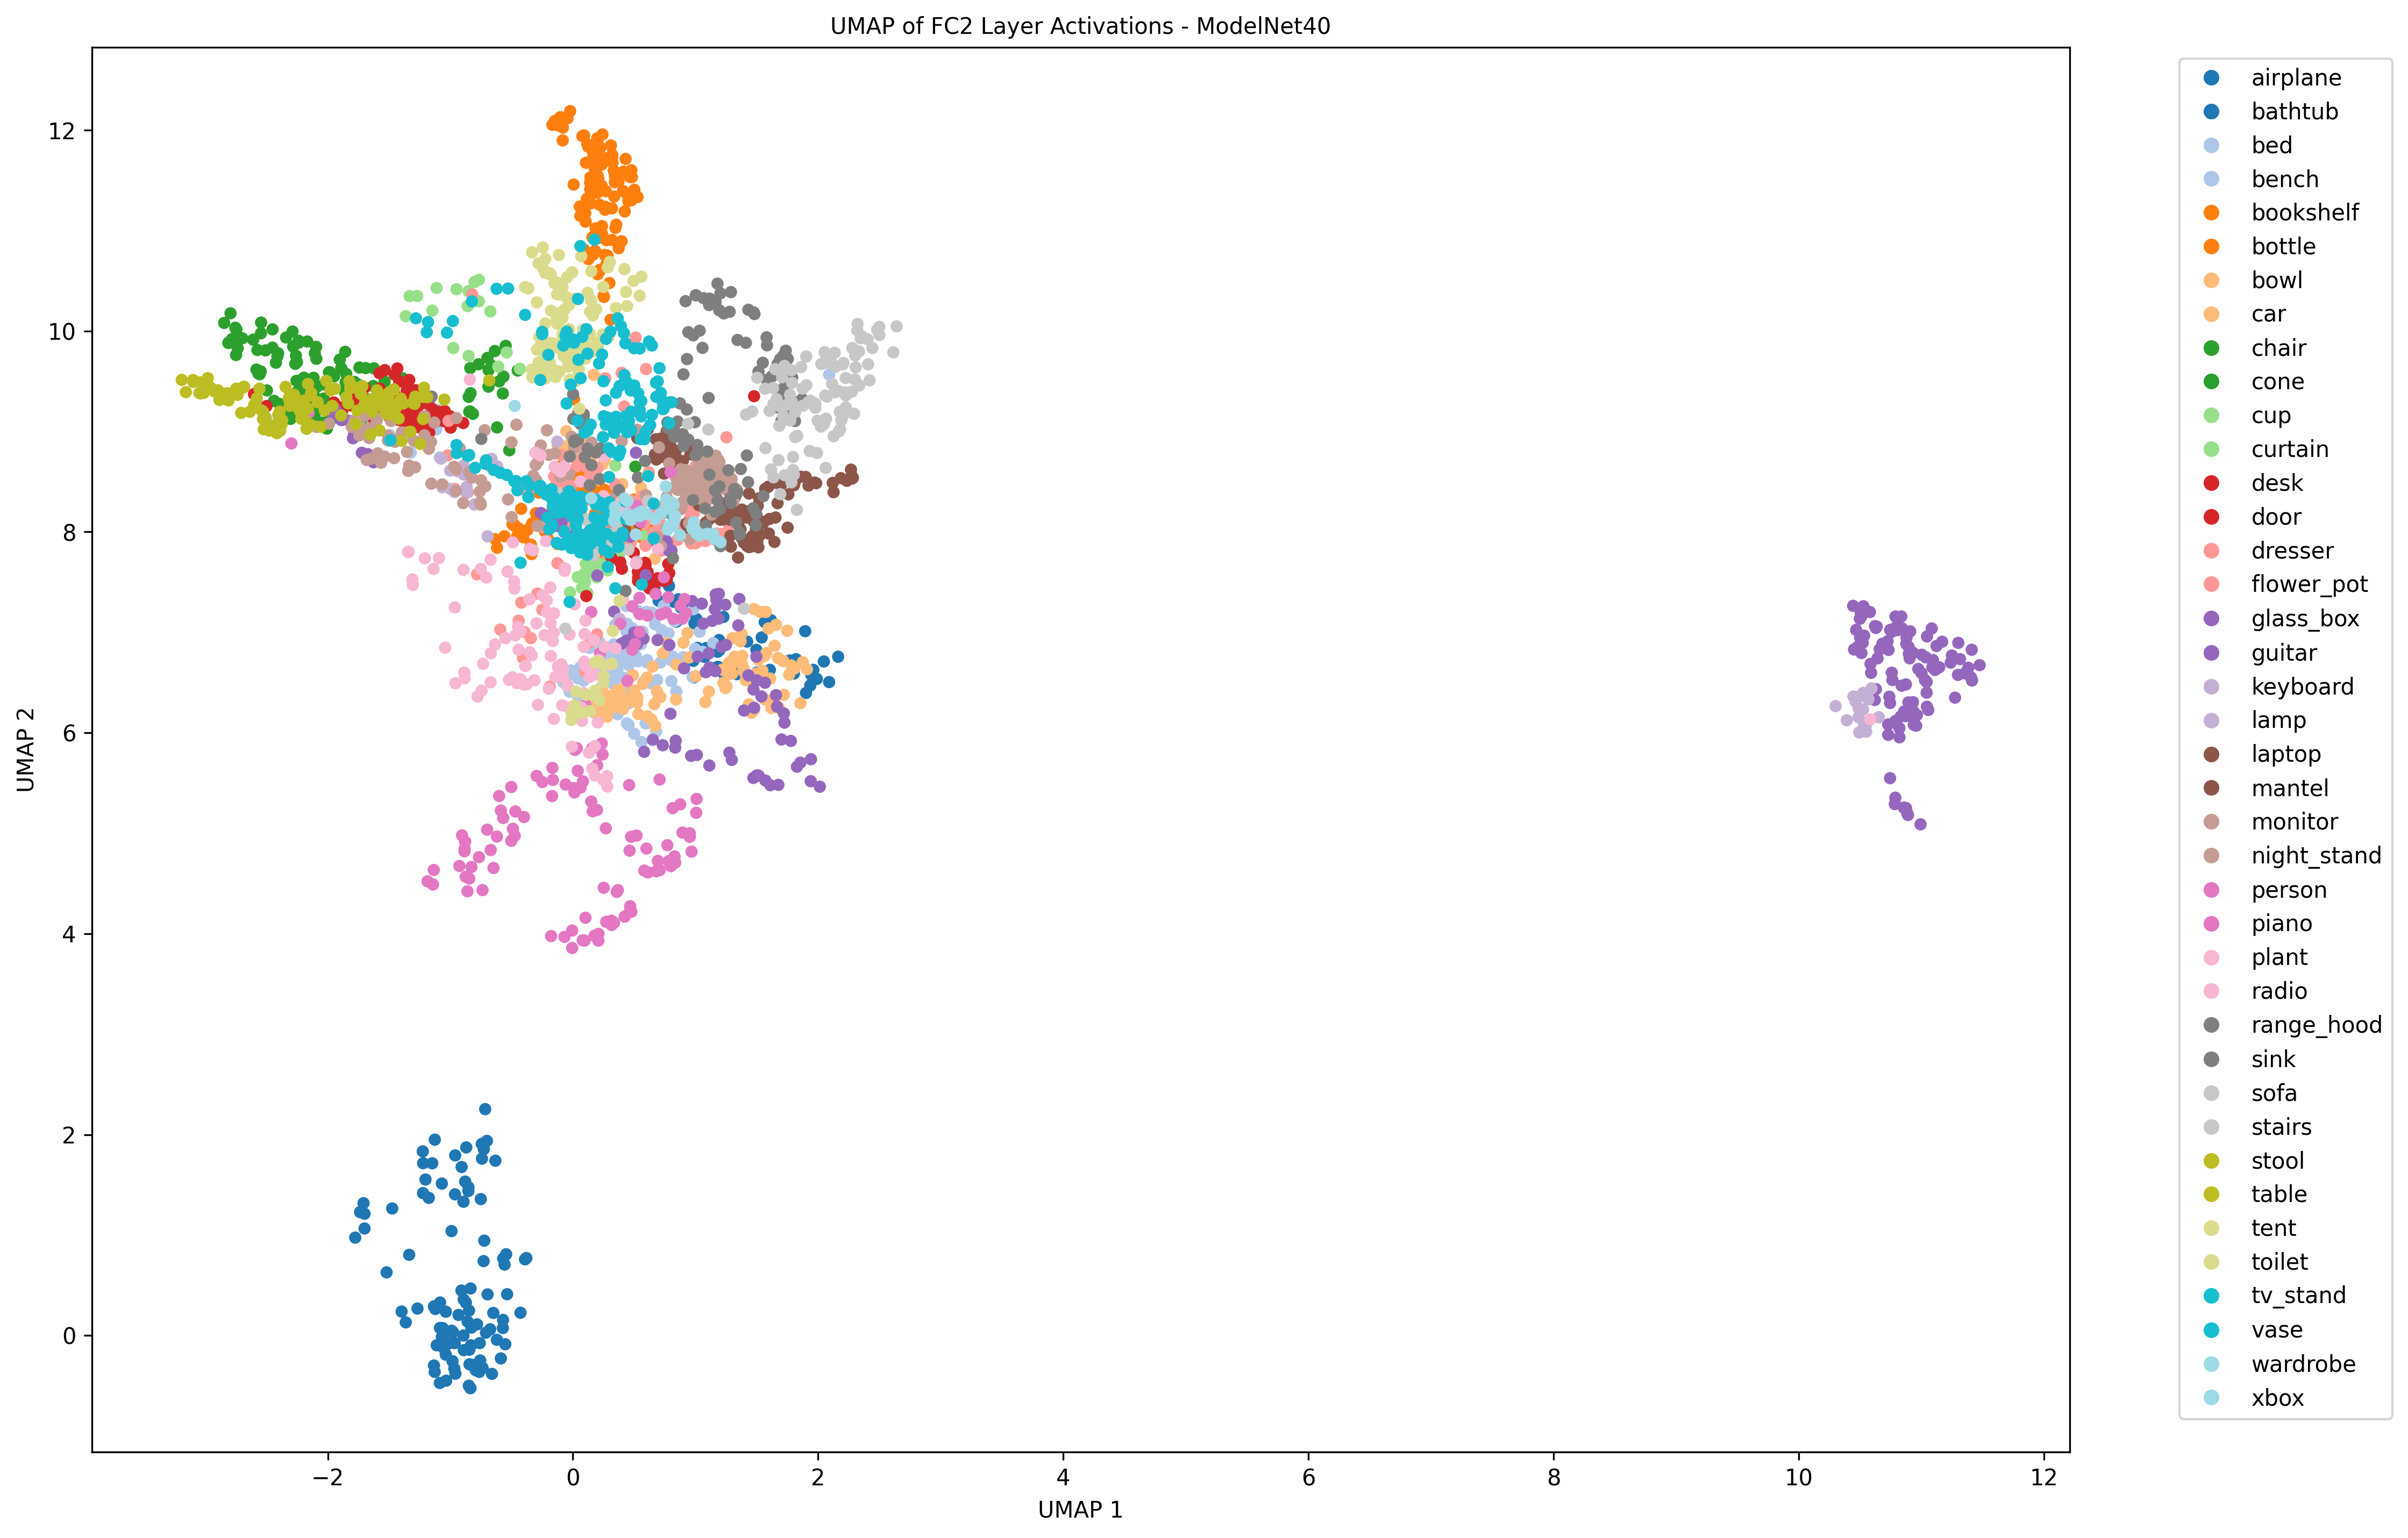 UMAP of FC2 Layer Activations - ModelNet40
12
10
8
6
4
2
0
UMAP 2
−2
0
2
4
6
8
10
12
UMAP 1
airplane
bathtub
bed
bench
bookshelf
bottle
bowl
car
chair
cone
cup
curtain
desk
door
dresser
flower_pot
glass_box
guitar
keyboard
lamp
laptop
mantel
monitor
night_stand
person
piano
plant
radio
range_hood
sink
sofa
stairs
stool
table
tent
toilet
tv_stand
vase
wardrobe
xbox